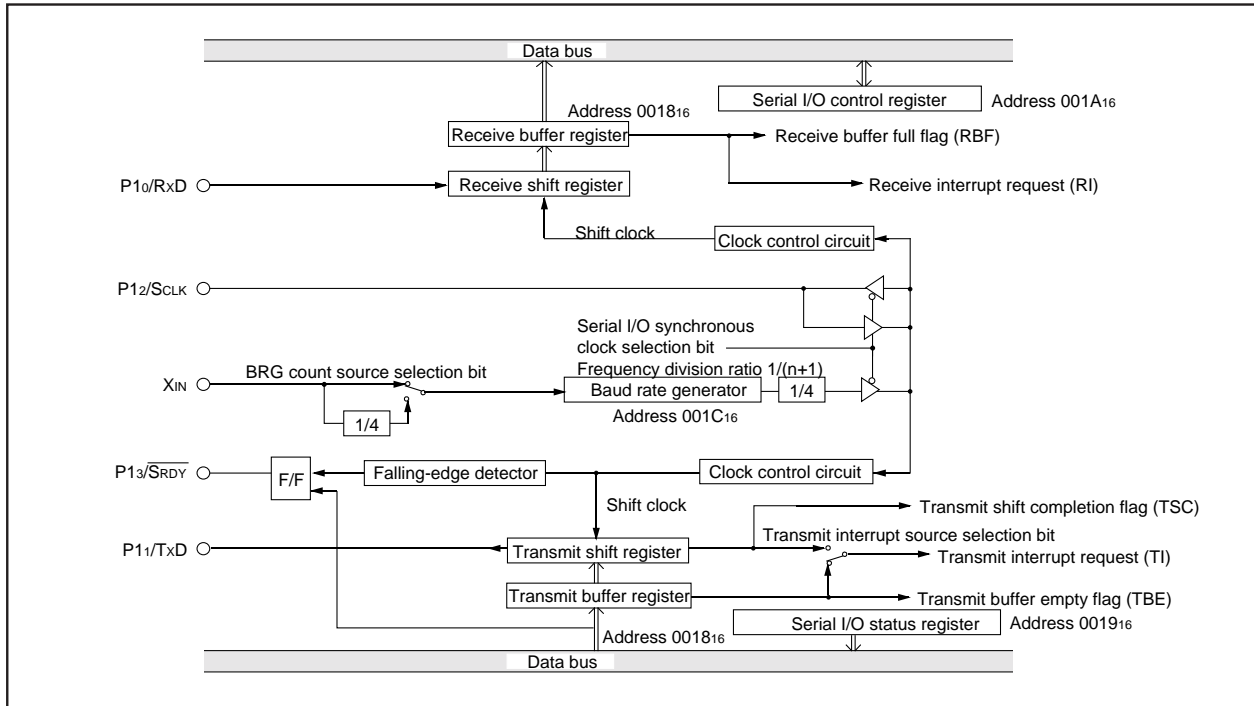 Data bus
Serial I/O control register
Address 001A16
Address 001816
Receive buffer register
Receive buffer full flag (RBF)
P10/RxD
Receive shift register
Receive interrupt request (RI)
Shift clock
Clock control circuit
P12/SCLK
Serial I/O synchronous
clock selection bit
BRG count source selection bit
Frequency division ratio 1/(n+1)
XIN
Baud rate generator
1/4
Address 001C16
1/4
P13/SRDY
F/F
Falling-edge detector
Clock control circuit
Shift clock
Transmit shift completion flag (TSC)
Transmit interrupt source selection bit
P11/TxD
Transmit shift register
Transmit interrupt request (TI)
Transmit buffer register
Transmit buffer empty flag (TBE)
Address 001816
Serial I/O status register
Address 001916
Data bus